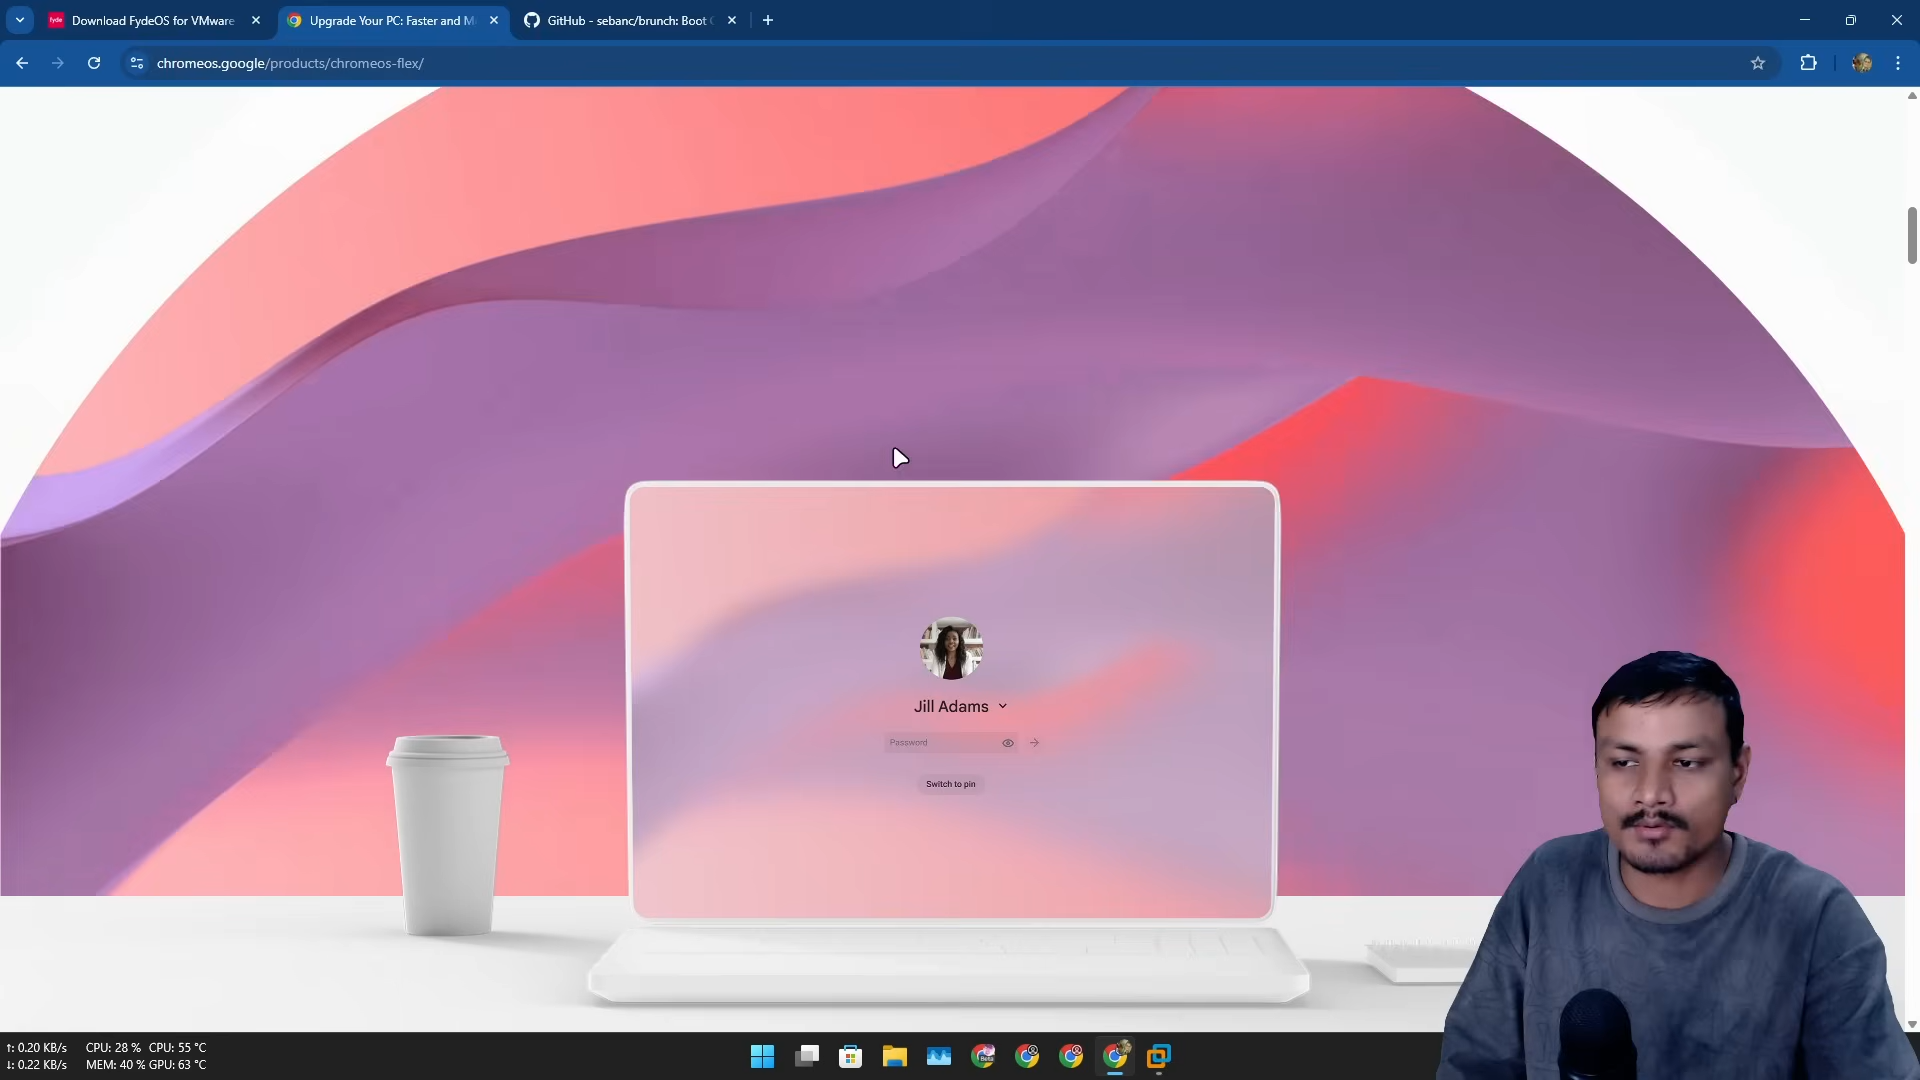 Download FydeOS for VMware
Upgrade Your PC: Faster and M
GitHub - sebanc/brunch: Boot
chromeos.google/products/chromeos-flex/
Jill Adams
Password
Switch to pin
↑: 0.20 KB/s CPU: 28 % CPU: 55 °C
↓: 0.22 KB/s MEM: 40 % GPU: 63 °C
Beta